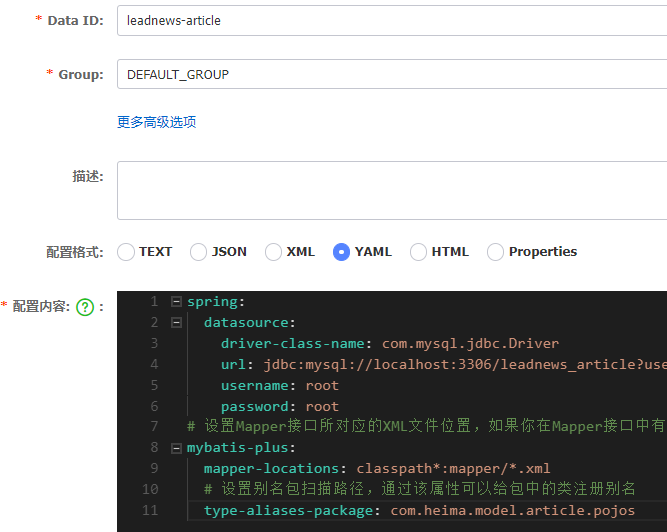 * Data ID: leadnews-article
* Group: DEFAULT_GROUP
更多高级选项
描述:
配置格式: TEXT JSON XML YAML HTML Properties
* 配置内容: ? :
1 spring:
2 datasource:
3 driver-class-name: com.mysql.jdbc.Driver
4 url: jdbc:mysql://localhost:3306/leadnews_article?use
5 username: root
6 password: root
7 # 设置Mapper接口所对应的XML文件位置，如果你在Mapper接口中有
8 mybatis-plus:
9 mapper-locations: classpath*:mapper/*.xml
10 # 设置别名包扫描路径，通过该属性可以给包中的类注册别名
11 type-aliases-package: com.heima.model.article.pojos